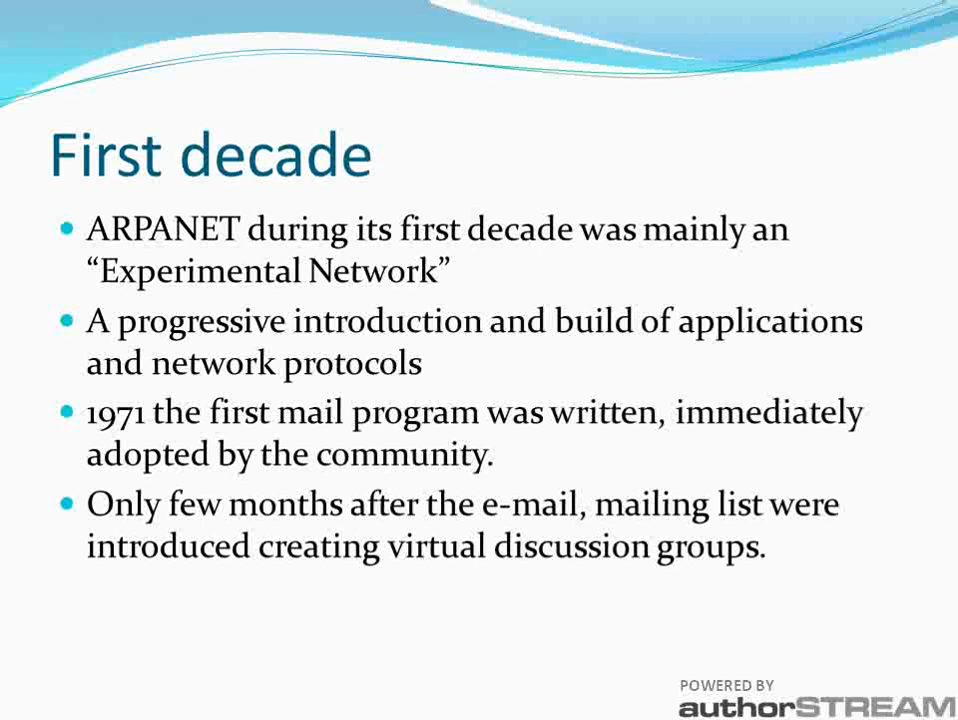 First decade
ARPANET during its first decade was mainly an
“Experimental Network”
A progressive introduction and build of applications
and network protocols
1971 the first mail program was written, immediately
adopted by the community.
Only few months after the e-mail, mailing list were
introduced creating virtual discussion groups.
POWERED BY
authorSTREAM